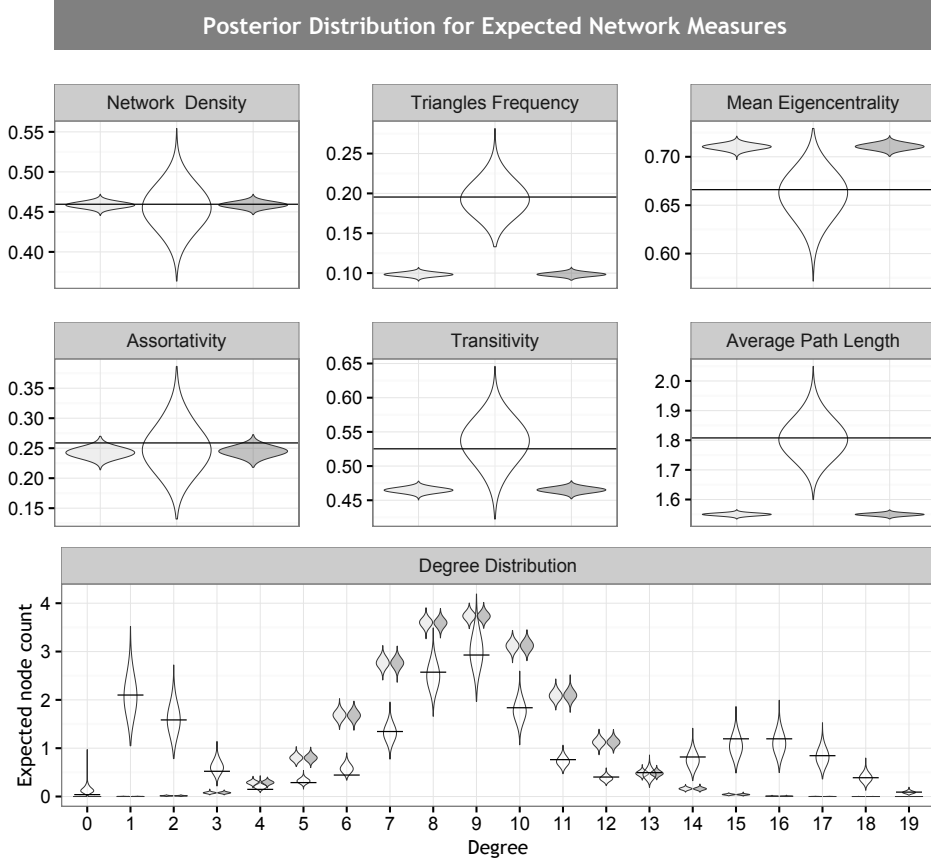 Posterior Distribution for Expected Network Measures
Network Density
Triangles Frequency
Mean Eigencentrality
0.55
0.50
0.45
0.40
0.25
0.20
0.15
0.10
0.70
0.65
0.60
Assortativity
Transitivity
Average Path Length
0.35
0.30
0.25
0.20
0.15
0.65
0.60
0.55
0.50
0.45
2.0
1.9
1.8
1.7
1.6
Degree Distribution
Expected node count
4
3
2
1
0
0 1 2 3 4 5 6 7 8 9 10 11 12 13 14 15 16 17 18 19
Degree